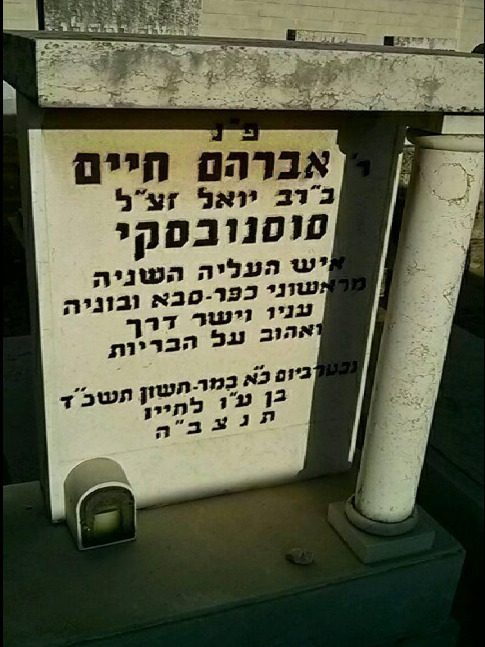 פ"נ
ר' אברהם חיים
ב"רב יואל זצ"ל
סוסנובסקי
איש העליה השניה
מראשוני כפר-סבא ובוניה
עניו וישר דרך
ואהוב על הבריות
נפטר ביום כ"א במר-חשון תשכ"ד
בן ע"ו לחייו
ת נ צ ב "ה